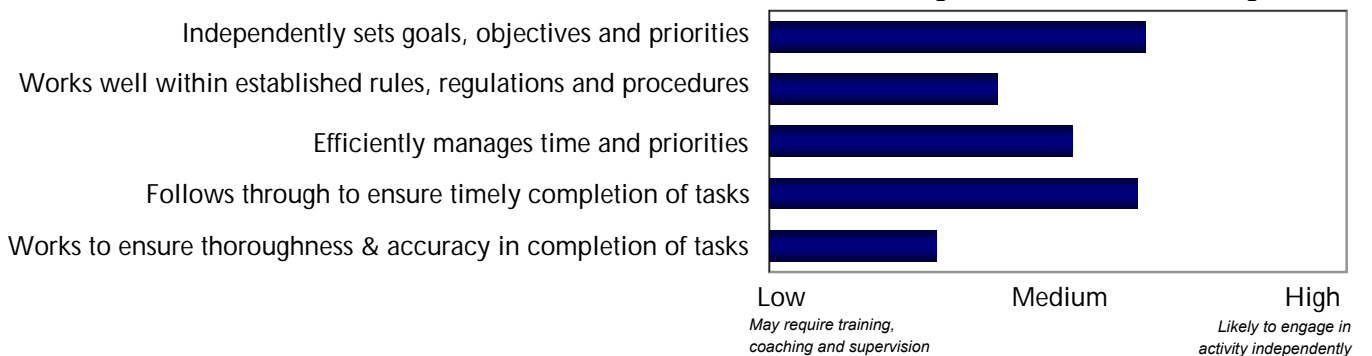 Independently sets goals, objectives and priorities
Works well within established rules, regulations and procedures
Efficiently manages time and priorities
Follows through to ensure timely completion of tasks
Works to ensure thoroughness & accuracy in completion of tasks
Low Medium High
May require training, Likely to engage in
coaching and supervision activity independently